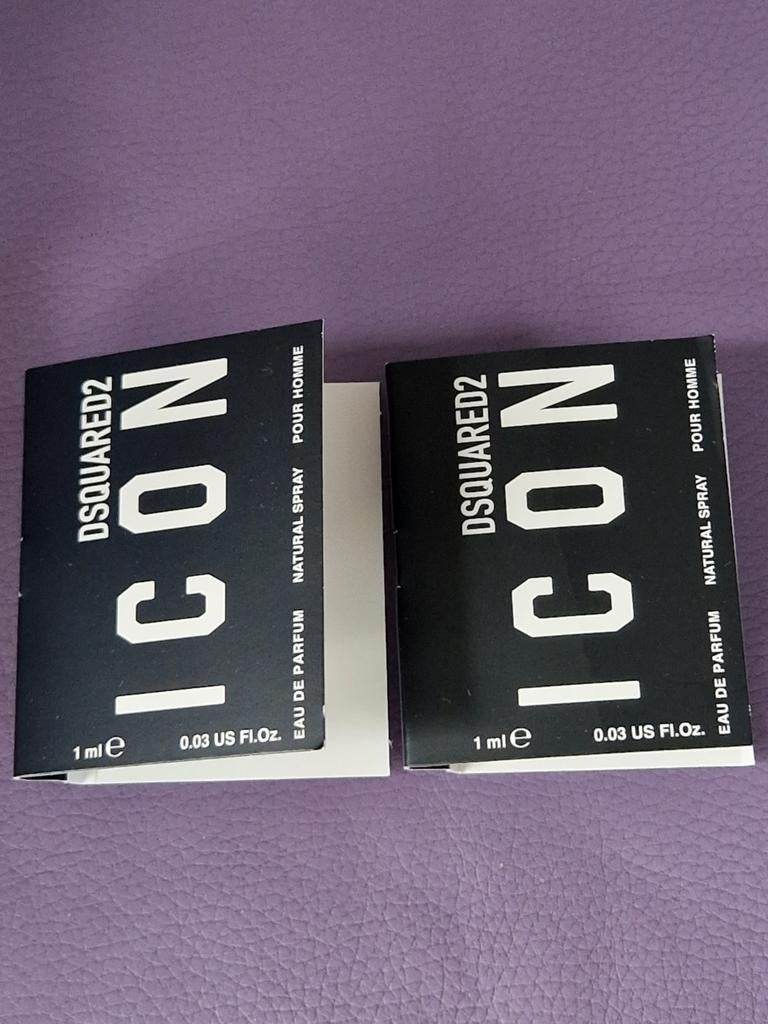 DSQUARED2
ICON
EAU DE PARFUM NATURAL SPRAY POUR HOMME
1 ml e
0.03 US Fl.Oz.
DSQUARED2
ICON
EAU DE PARFUM NATURAL SPRAY POUR HOMME
1 ml e
0.03 US Fl.Oz.